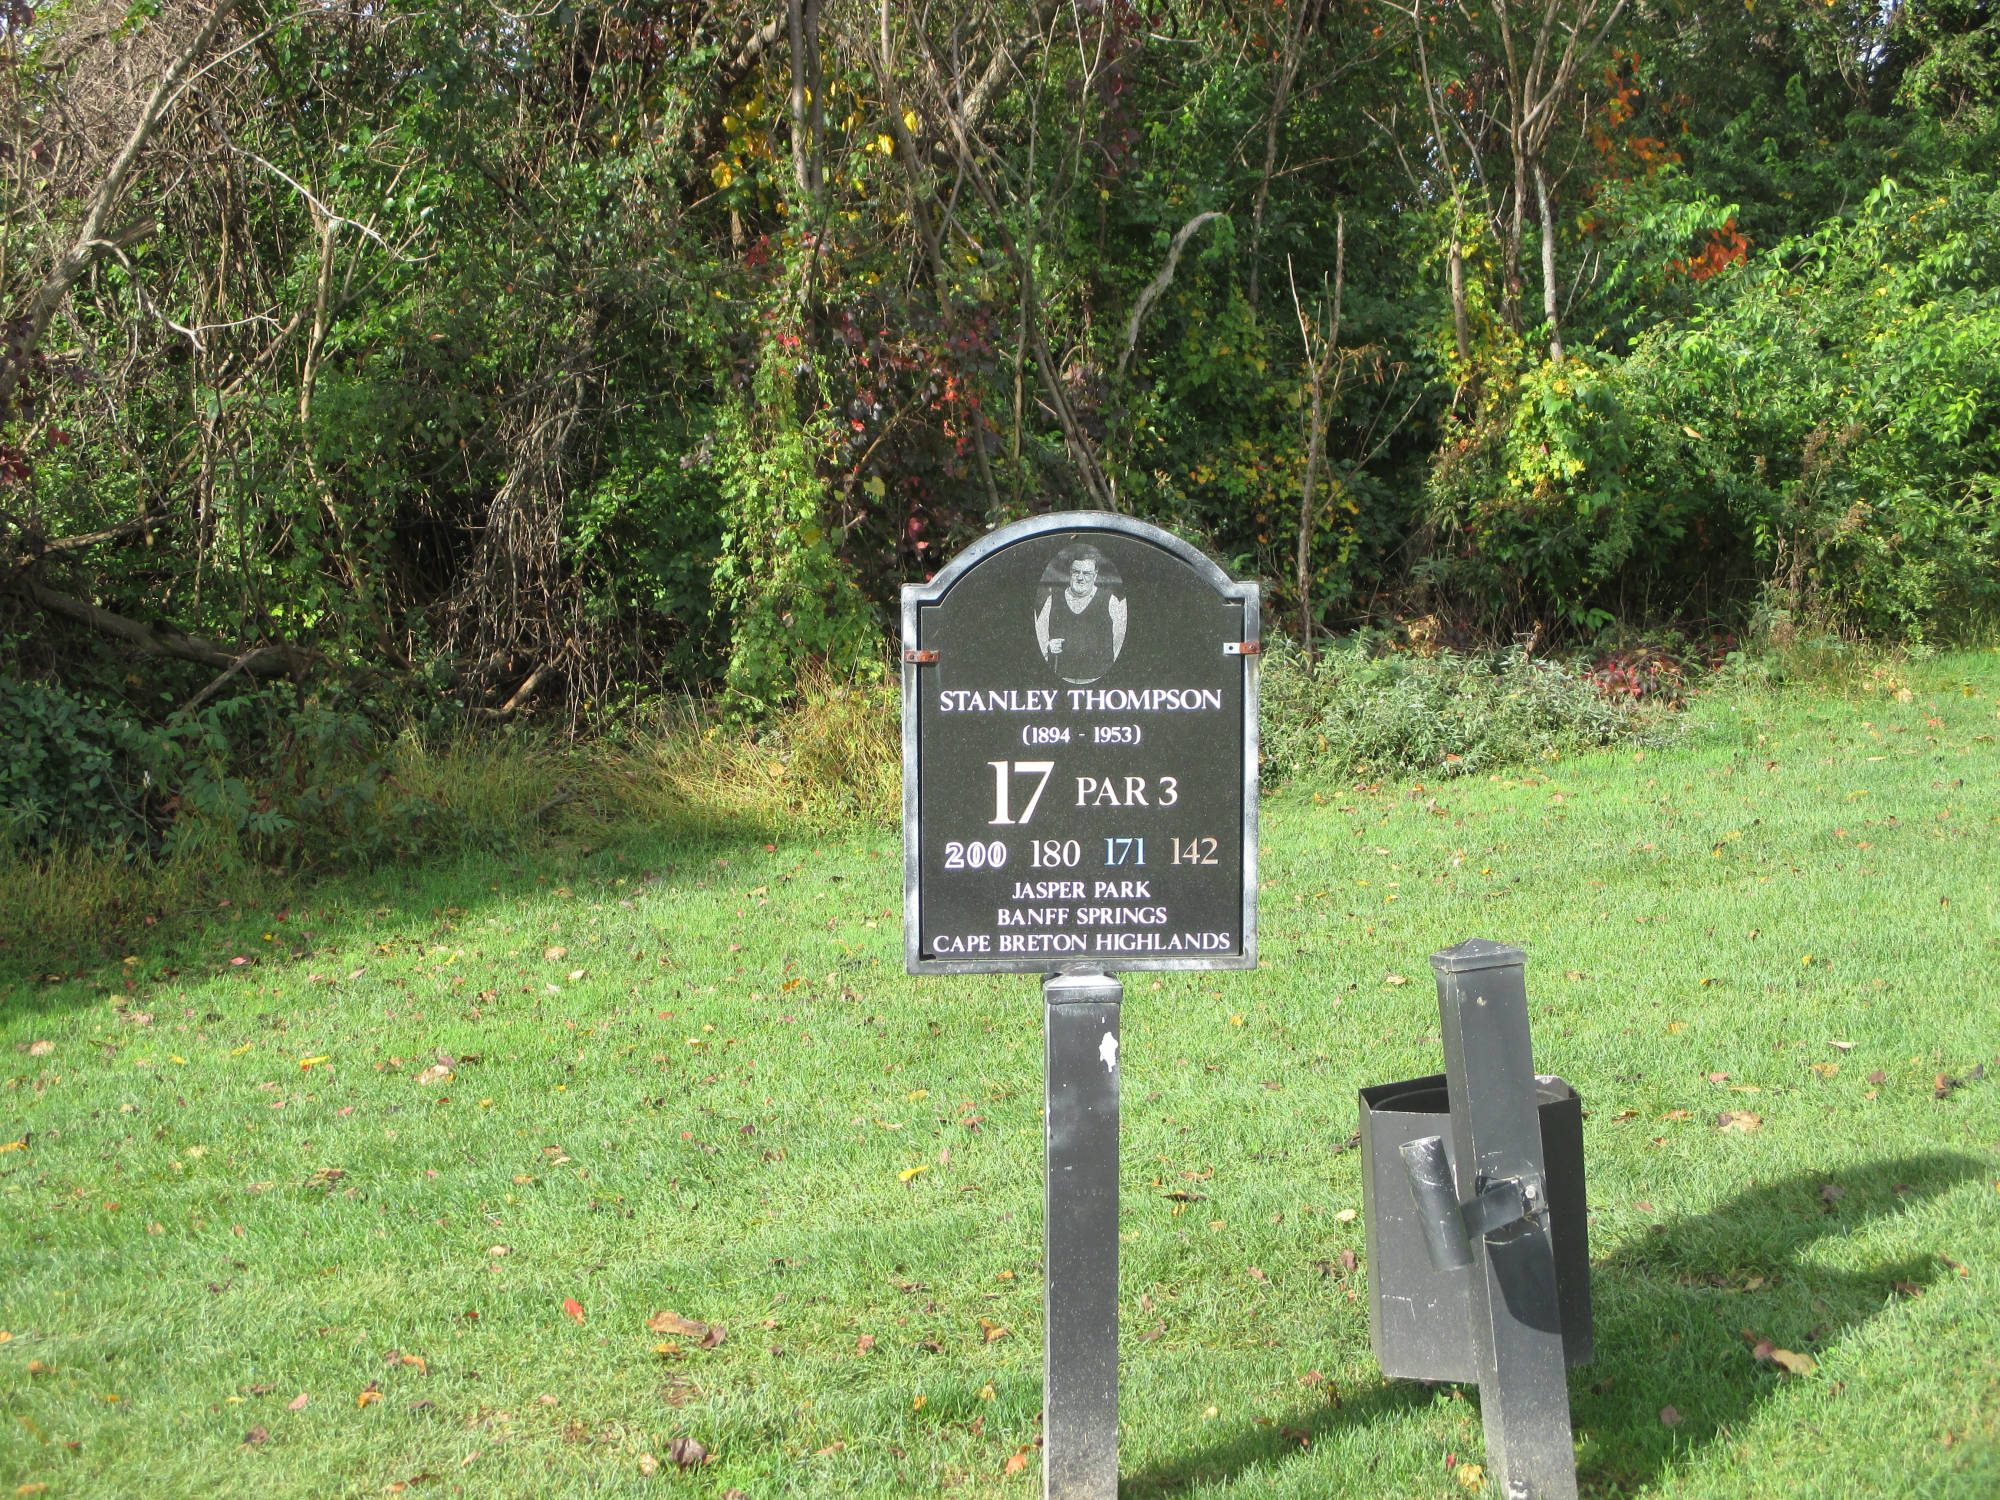 STANLEY THOMPSON
(1894 - 1953)
17 PAR 3
200 180 171 142
JASPER PARK
BANFF SPRINGS
CAPE BRETON HIGHLANDS